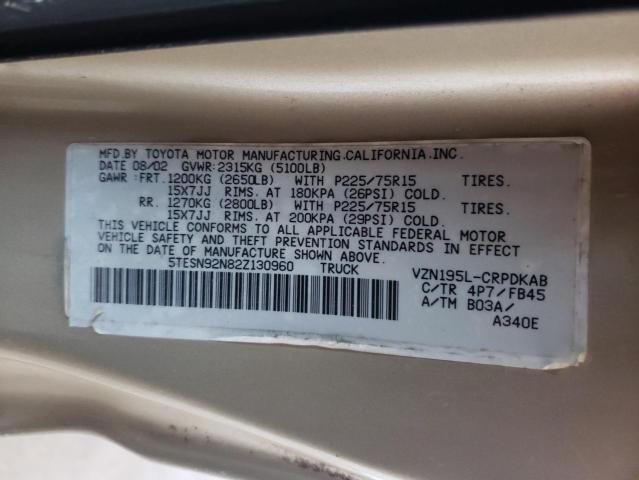 MFD.BY TOYOTA MOTOR MANUFACTURING.CALIFORNIA.INC.
DATE 08/02 GVWR:2315KG (5100LB)
GAWR :FRT.1200KG (2650LB) WITH P225/75R15 TIRES.
15X7JJ RIMS. AT 180KPA (26PSI) COLD.
RR. 1270KG (2800LB) WITH P225/75R15 TIRES.
15X7JJ RIMS. AT 200KPA (29PSI) COLD.
THIS VEHICLE CONFORMS TO ALL APPLICABLE FEDERAL MOTOR
VEHICLE SAFETY AND THEFT PREVENTION STANDARDS IN EFFECT
ON THE DATE OF MANUFACTURE SHOWN ABOVE.
5TESN92N82Z130960 TRUCK VZN195L-CRPDKAB
C/TR 4P7/FB45
A/TM B03A/
A340E